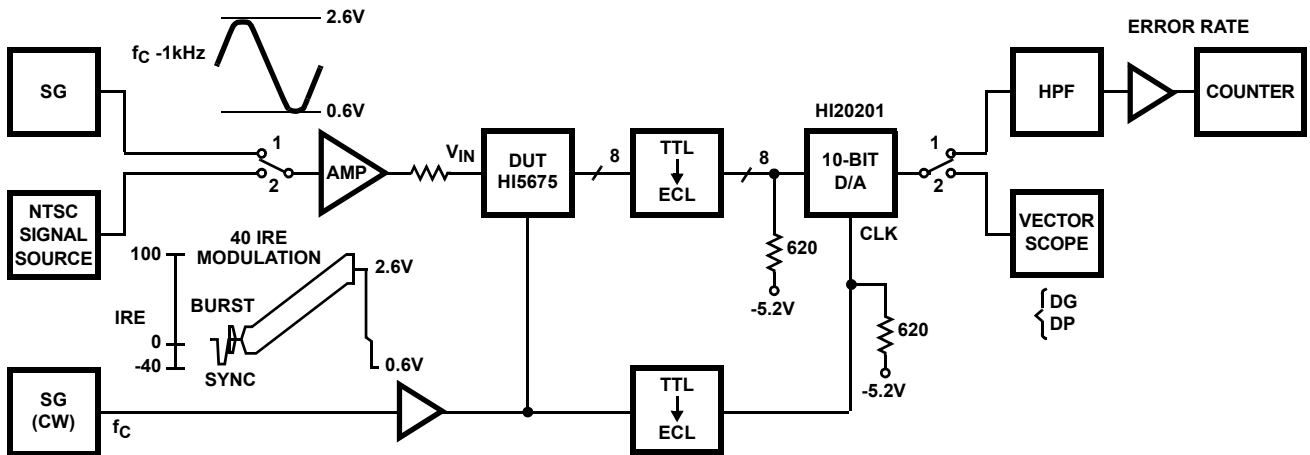 2.6V
ERROR RATE
fC -1kHz
SG
HPF
COUNTER
0.6V
HI20201
1
2
AMP
VIN
DUT
HI5675
8
TTL
ECL
8
10-BIT
D/A
CLK
1
2
NTSC
SIGNAL
SOURCE
VECTOR
SCOPE
40 IRE
MODULATION
100
2.6V
620
-5.2V
BURST
IRE
0
-40
SYNC
0.6V
620
-5.2V
DG
DP
SG
(CW)
fC
TTL
ECL